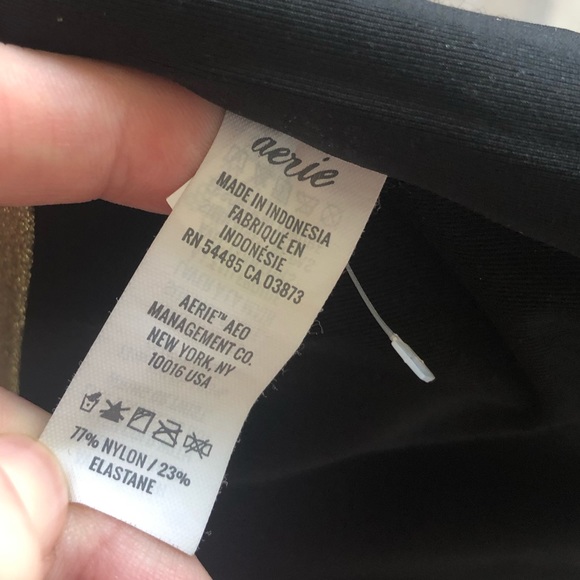 aerie
MADE IN INDONESIA
FABRIQUÉ EN
INDONÉSIE
RN 54485 CA 03873
AERIE™ AEO
MANAGEMENT CO.
NEW YORK, NY
10016 USA
77% NYLON / 23%
ELASTANE